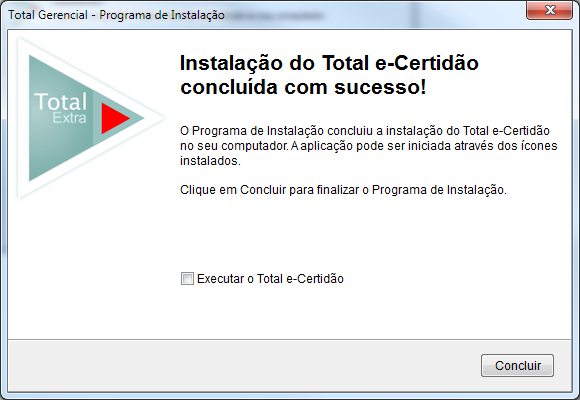 Total Gerencial - Programa de Instalação
Total
Extra
Instalação do Total e-Certidão
concluída com sucesso!
O Programa de Instalação concluiu a instalação do Total e-Certidão
no seu computador. A aplicação pode ser iniciada através dos ícones
instalados.
Clique em Concluir para finalizar o Programa de Instalação.
Executar o Total e-Certidão
Concluir